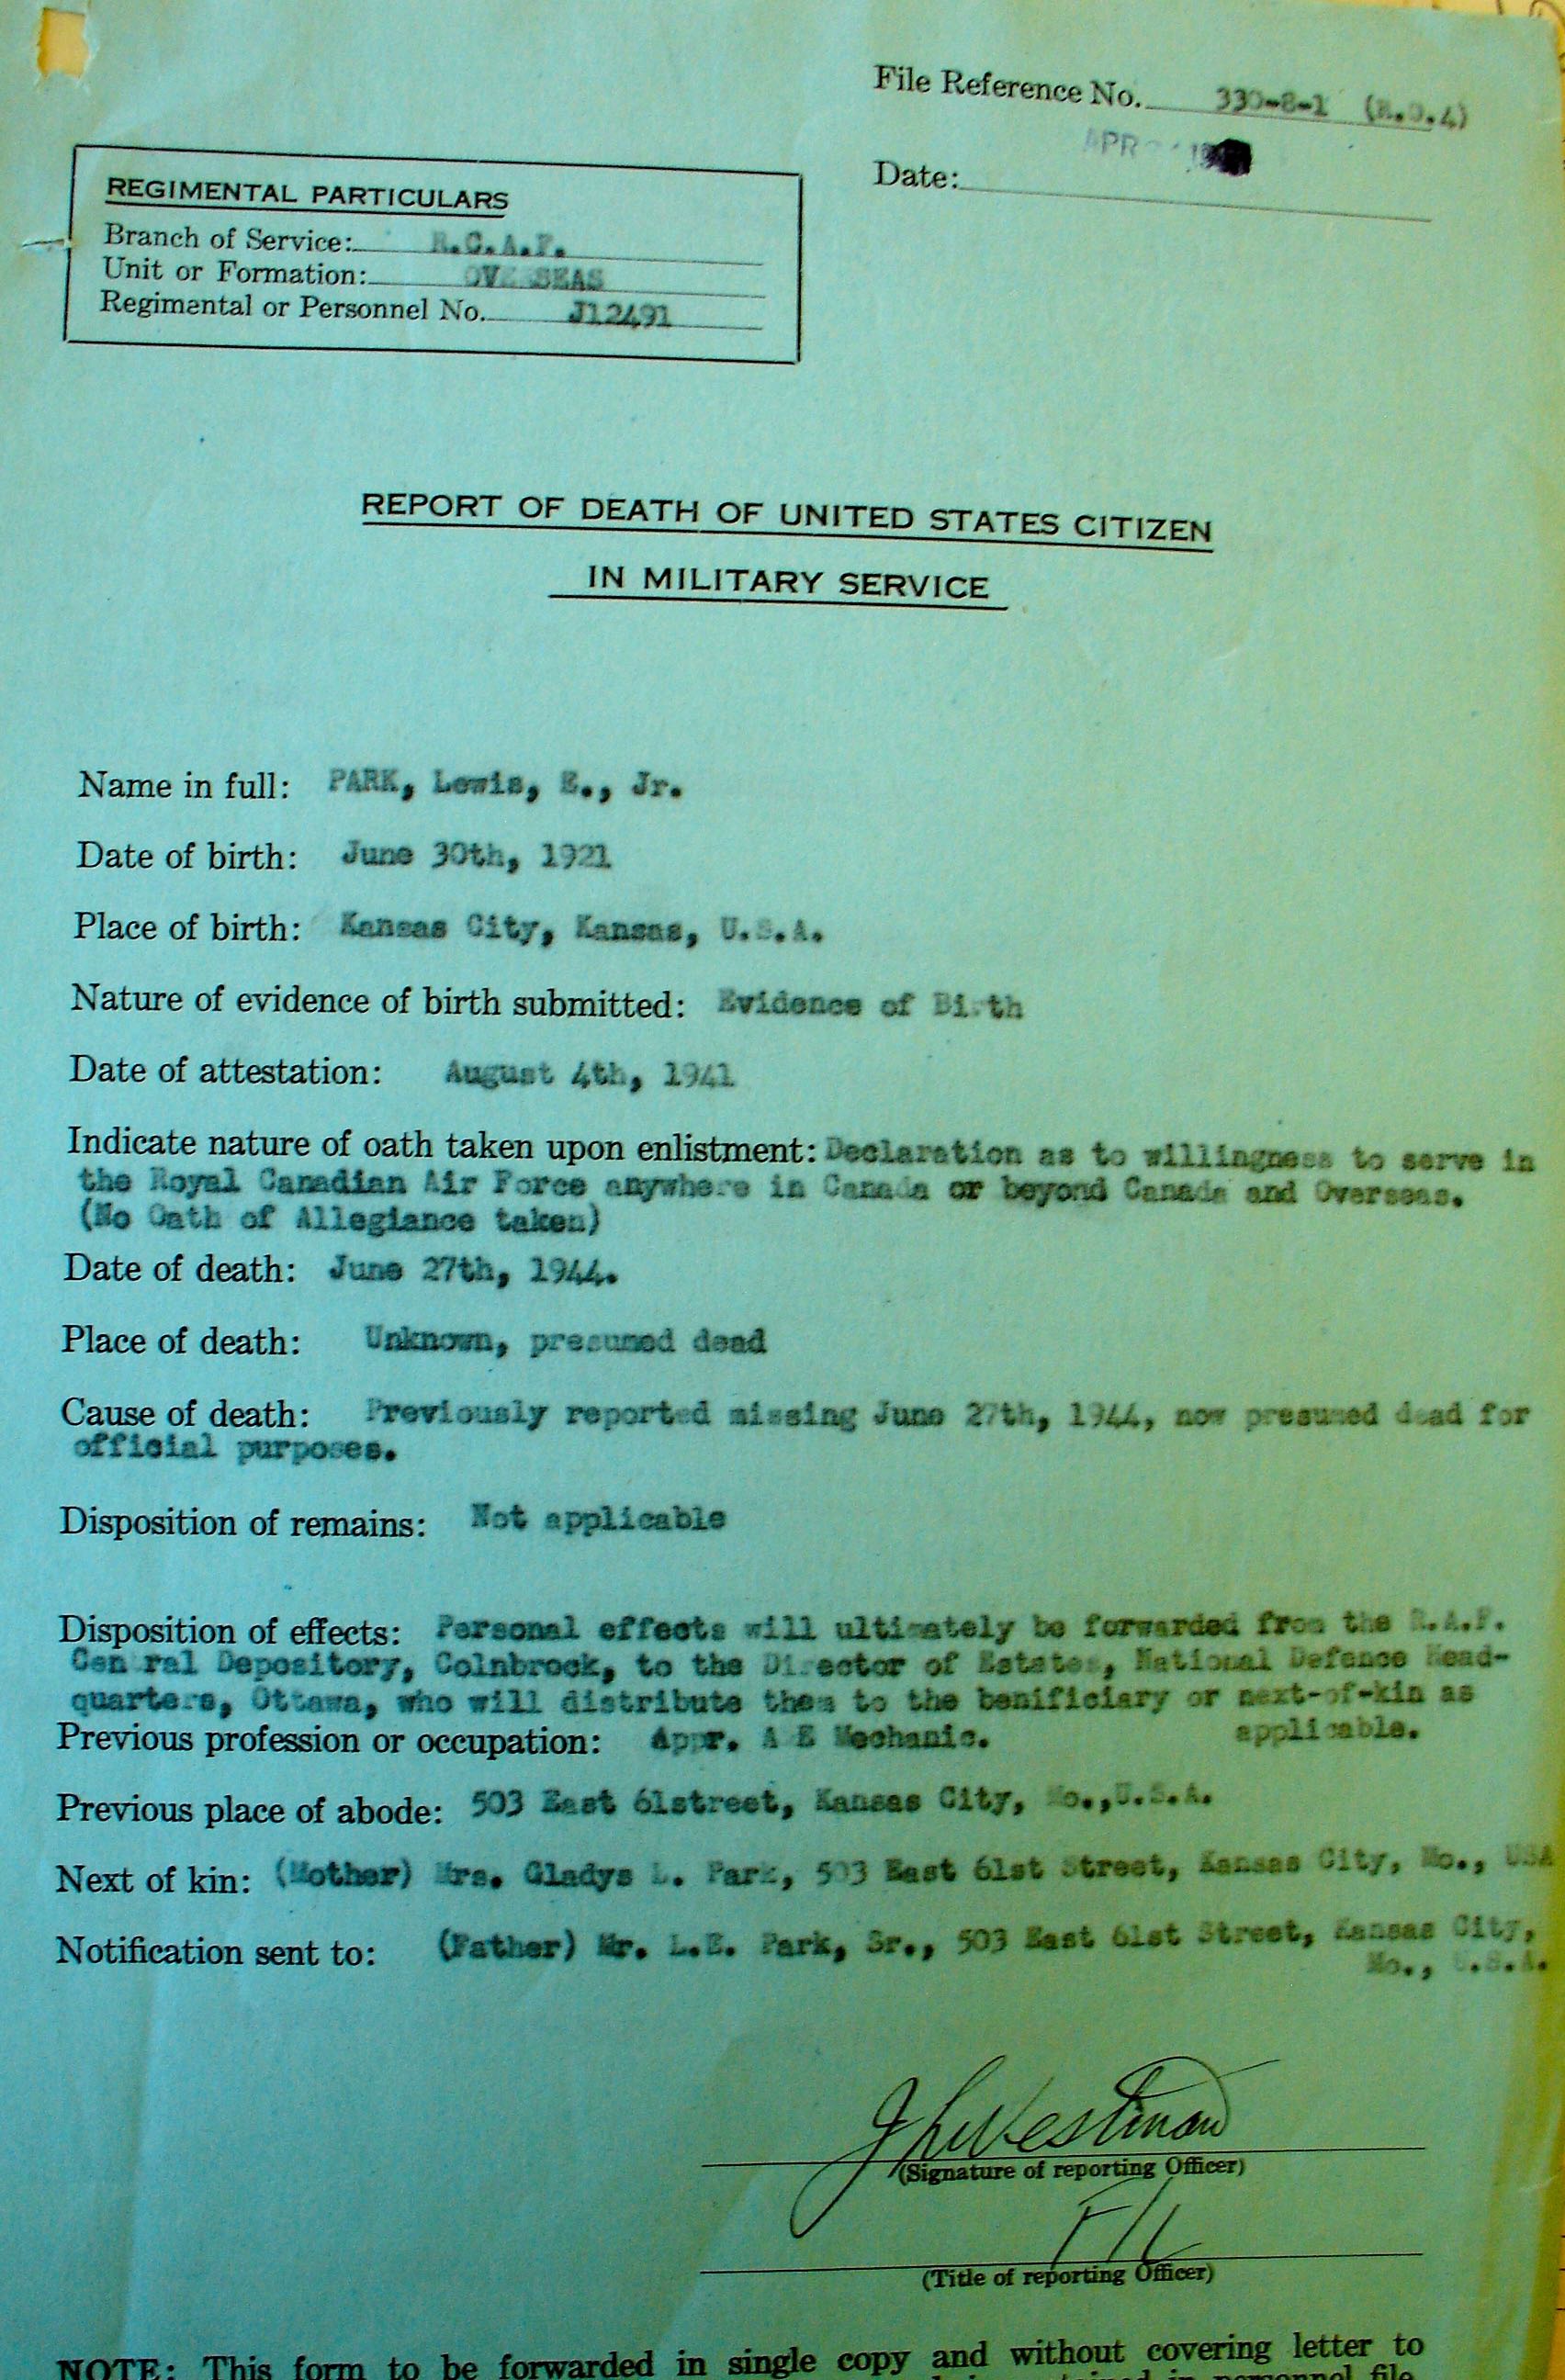 File Reference No. 330-8-1 (R.O.4)
APR
Date:
REGIMENTAL PARTICULARS
Branch of Service: R.C.A.F.
Unit or Formation: OVERSEAS
Regimental or Personnel No. J12491
REPORT OF DEATH OF UNITED STATES CITIZEN
IN MILITARY SERVICE
Name in full: PARK, Lewis, E., Jr.
Date of birth: June 30th, 1921
Place of birth: Kansas City, Kansas, U.S.A.
Nature of evidence of birth submitted: Evidence of Birth
Date of attestation: August 4th, 1941
Indicate nature of oath taken upon enlistment: Declaration as to willingness to serve in
the Royal Canadian Air Force anywhere in Canada or beyond Canada and Overseas.
(No Oath of Allegiance taken)
Date of death: June 27th, 1944.
Place of death: Unknown, presumed dead
Cause of death: Previously reported missing June 27th, 1944, now presumed dead for
official purposes.
Disposition of remains: Not applicable
Disposition of effects: Personal effects will ultimately be forwarded from the R.A.F.
Central Depository, Colnbrook, to the Director of Estates, National Defence Head-
quarters, Ottawa, who will distribute them to the benificiary or next-of-kin as
applicable.
Previous profession or occupation: Appr. A E Mechanic.
Previous place of abode: 503 East 61street, Kansas City, Mo.,U.S.A.
Next of kin: (Mother) Mrs. Gladys L. Park, 503 East 61st Street, Kansas City, Mo., USA
Notification sent to: (Father) Mr. L.E. Park, Sr., 503 East 61st Street, Kansas City,
Mo., U.S.A.
(Signature of reporting Officer)
F/L
(Title of reporting Officer)
NOTE: This form to be forwarded in single copy and without covering letter to
in personnel file